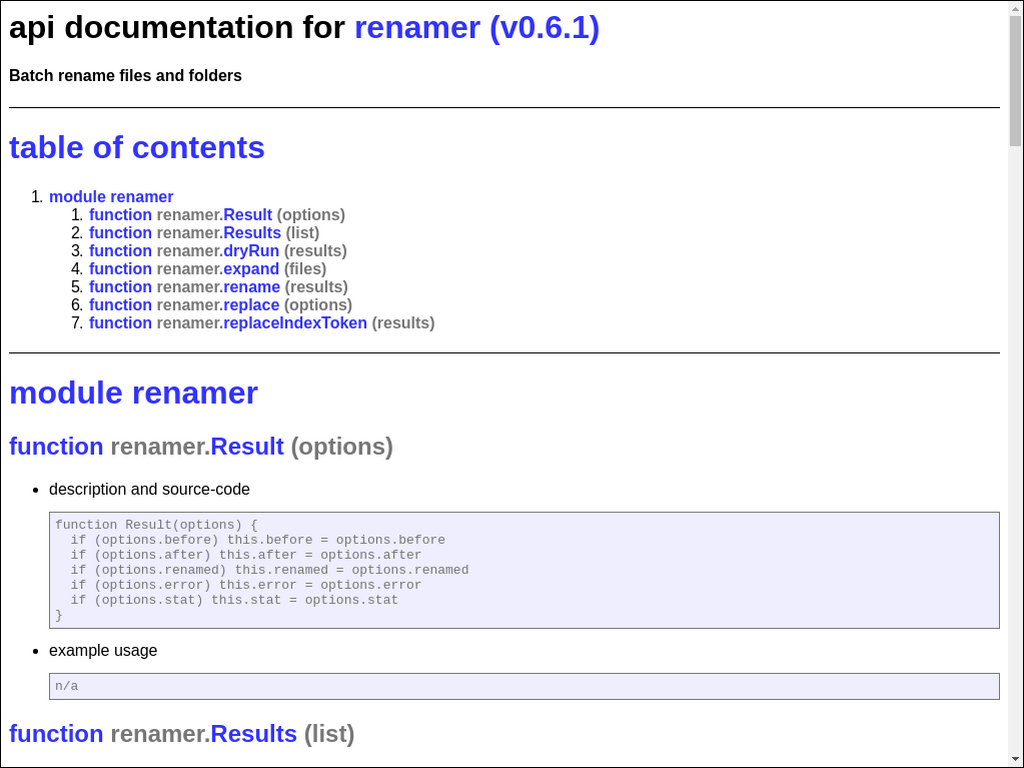 api documentation for renamer (v0.6.1)
Batch rename files and folders
table of contents
1. module renamer
1. function renamer.Result (options)
2. function renamer.Results (list)
3. function renamer.dryRun (results)
4. function renamer.expand (files)
5. function renamer.rename (results)
6. function renamer.replace (options)
7. function renamer.replaceIndexToken (results)
module renamer
function renamer.Result (options)
• description and source-code
function Result(options) {
  if (options.before) this.before = options.before
  if (options.after) this.after = options.after
  if (options.renamed) this.renamed = options.renamed
  if (options.error) this.error = options.error
  if (options.stat) this.stat = options.stat
}
• example usage
n/a
function renamer.Results (list)